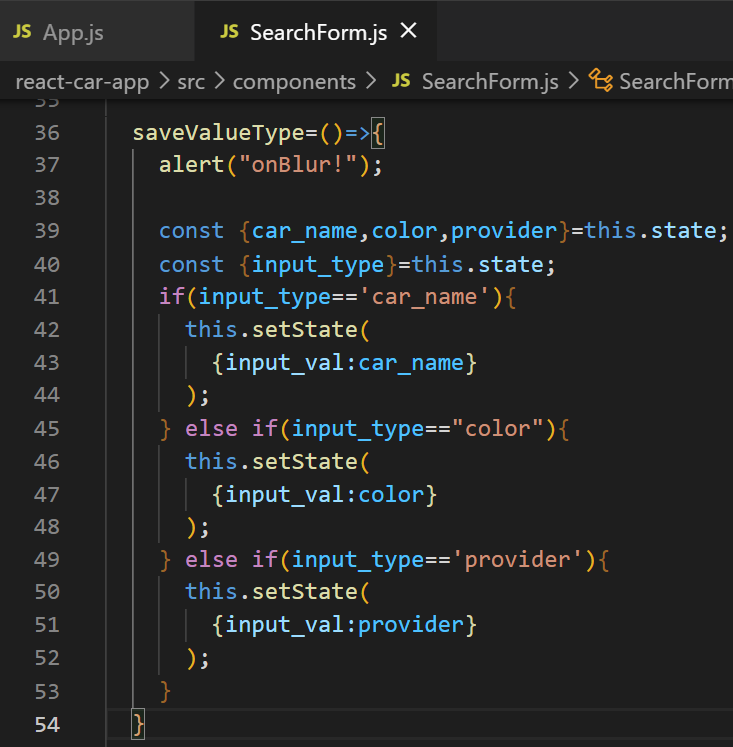 JS App.js JS SearchForm.js ×
react-car-app > src > components > JS SearchForm.js > SearchForm
35
36 saveValueType=()=>{
37 alert("onBlur!");
38
39 const {car_name,color,provider}=this.state;
40 const {input_type}=this.state;
41 if(input_type=='car_name'){
42 this.setState(
43 {input_val:car_name}
44 );
45 } else if(input_type=="color"){
46 this.setState(
47 {input_val:color}
48 );
49 } else if(input_type=='provider'){
50 this.setState(
51 {input_val:provider}
52 );
53 }
54 }